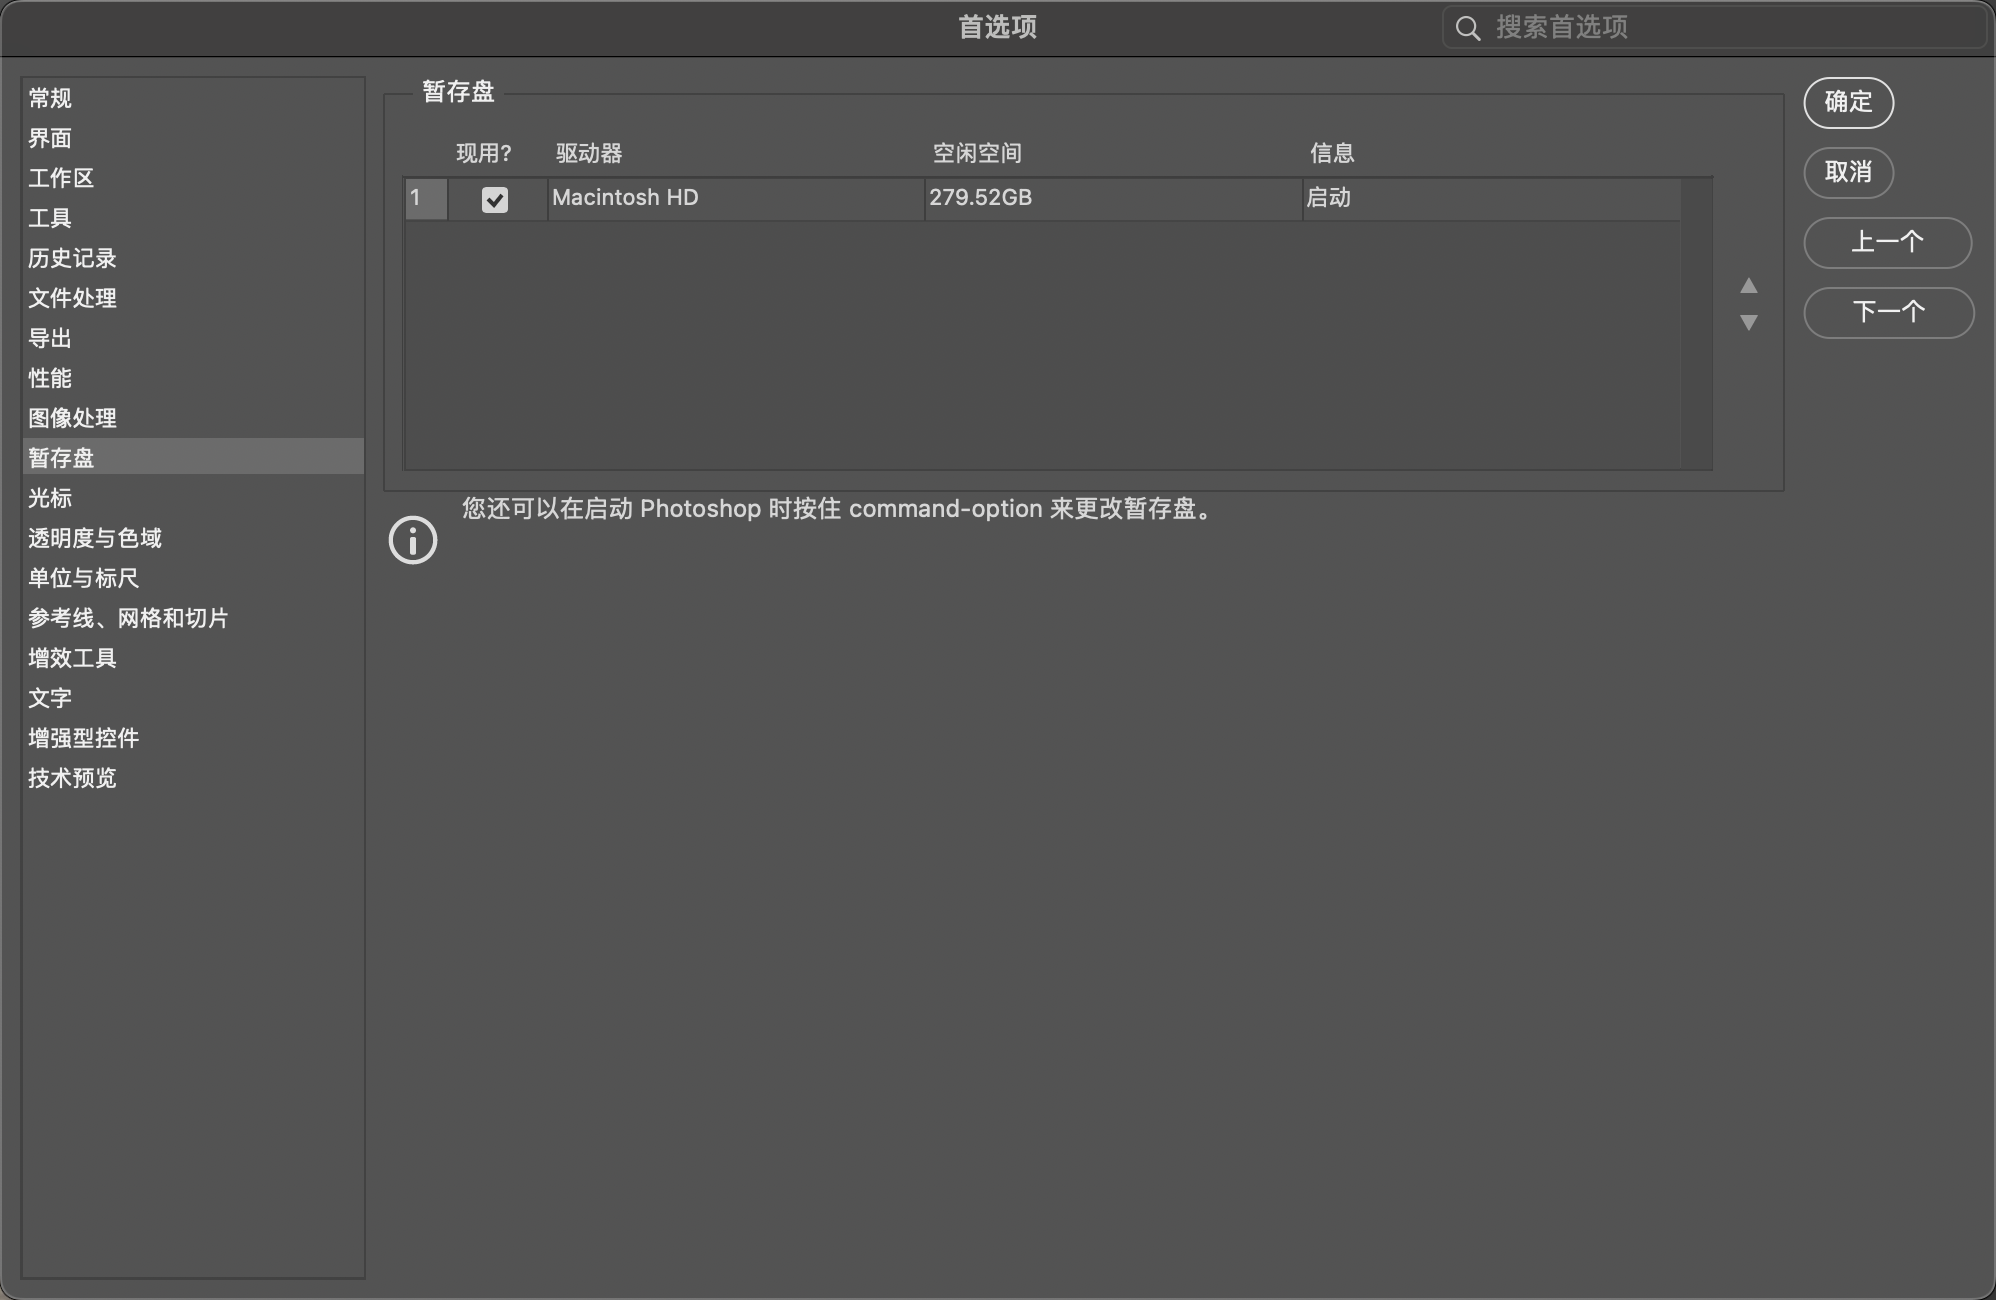 首选项
搜索首选项
常规
界面
工作区
工具
历史记录
文件处理
导出
性能
图像处理
暂存盘
光标
透明度与色域
单位与标尺
参考线、网格和切片
增效工具
文字
增强型控件
技术预览
暂存盘
现用? 驱动器 空闲空间 信息
1 Macintosh HD 279.52GB 启动
您还可以在启动 Photoshop 时按住 command-option 来更改暂存盘。
确定
取消
上一个
下一个